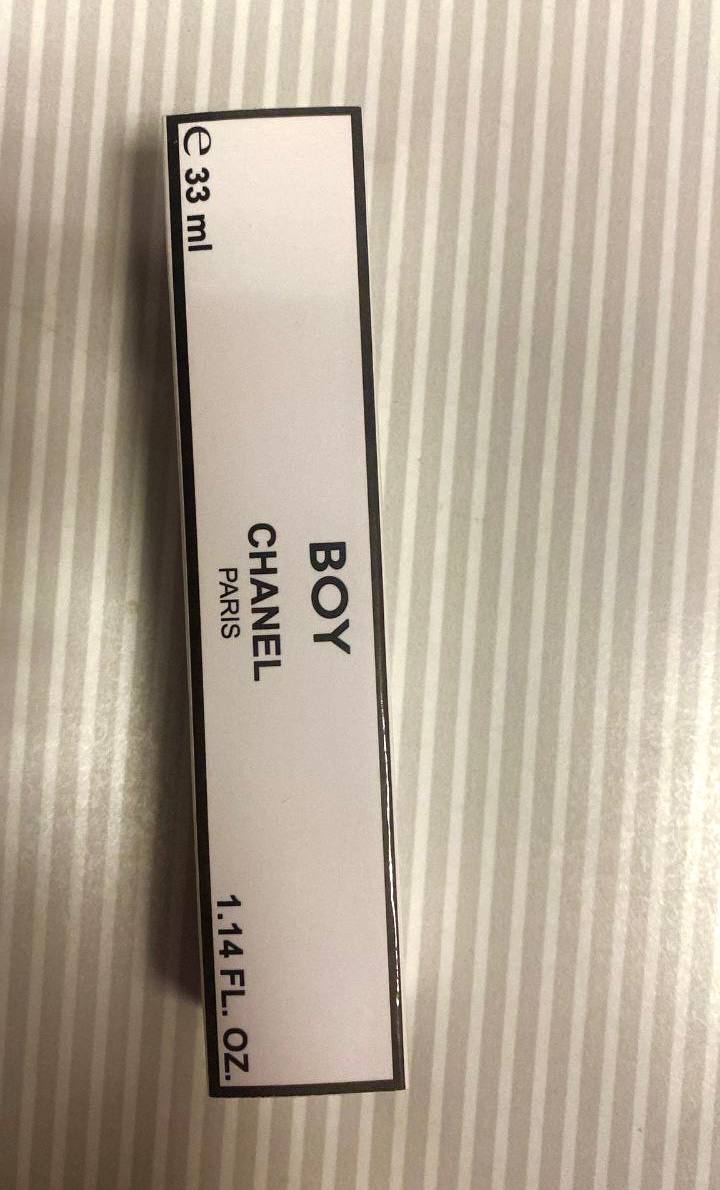 BOY
CHANEL
PARIS
e 33 ml
1.14 FL. OZ.